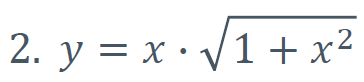 2. y = x · √1 + x²